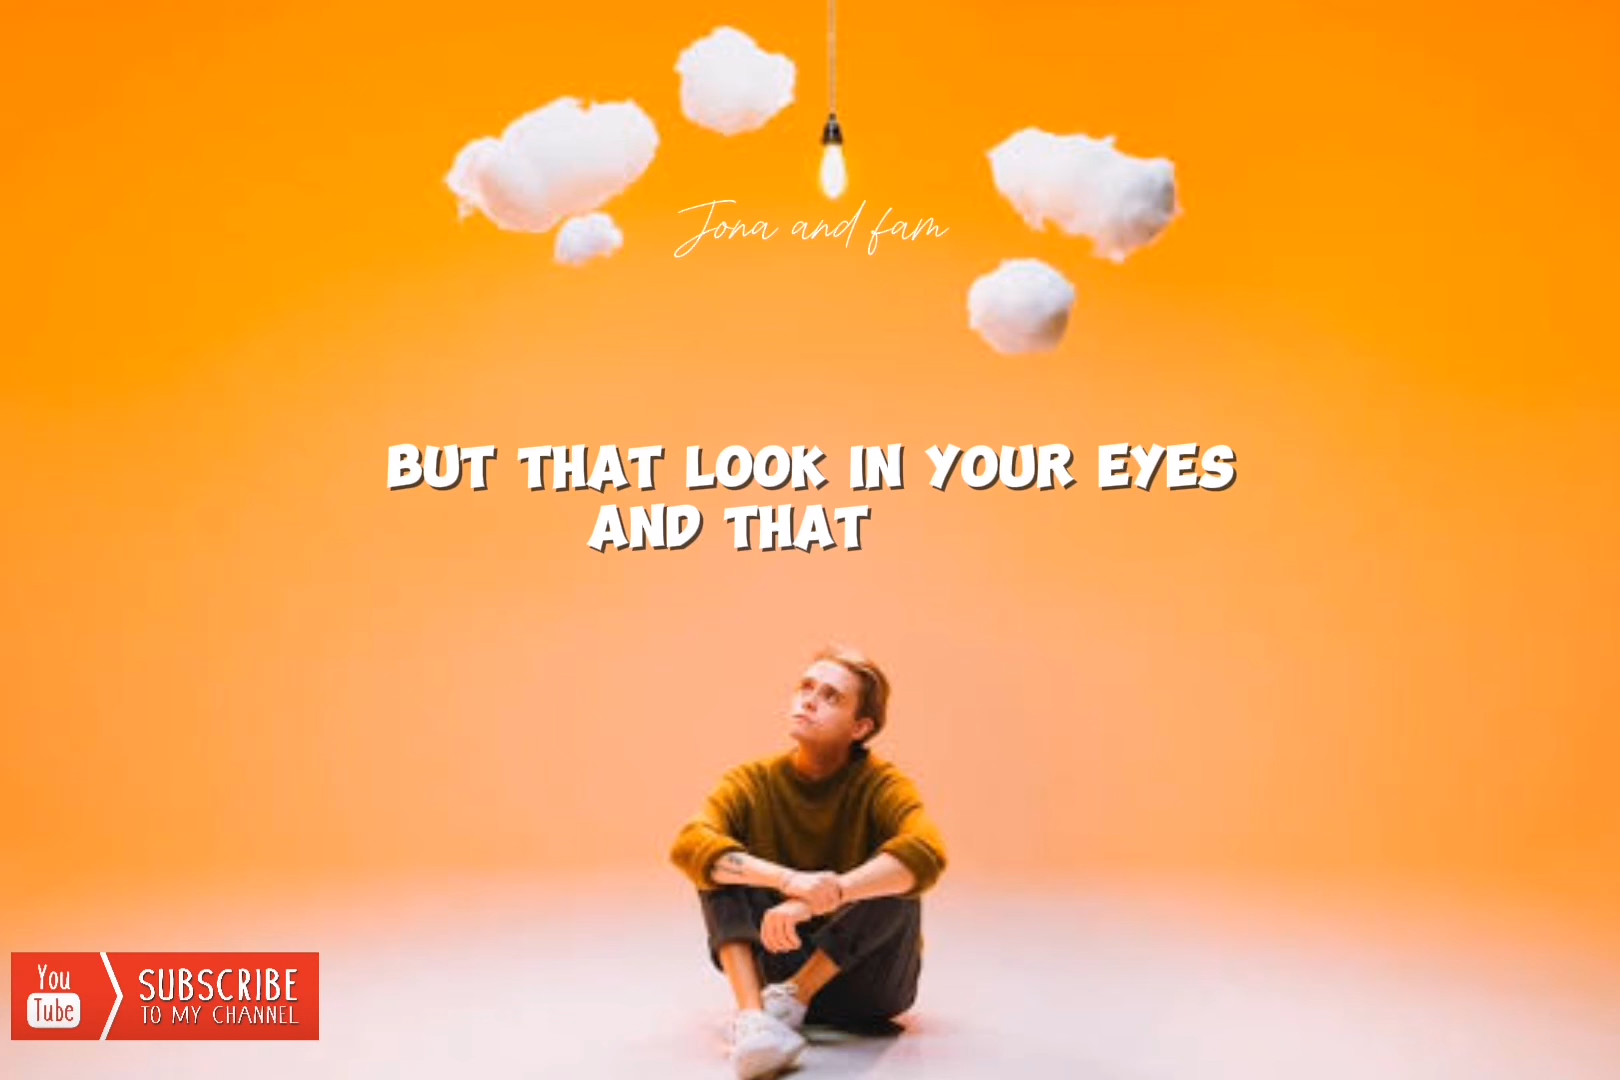 Jona and fam
BUT THAT LOOK IN YOUR EYES
AND THAT
You
Tube
SUBSCRIBE
TO MY CHANNEL